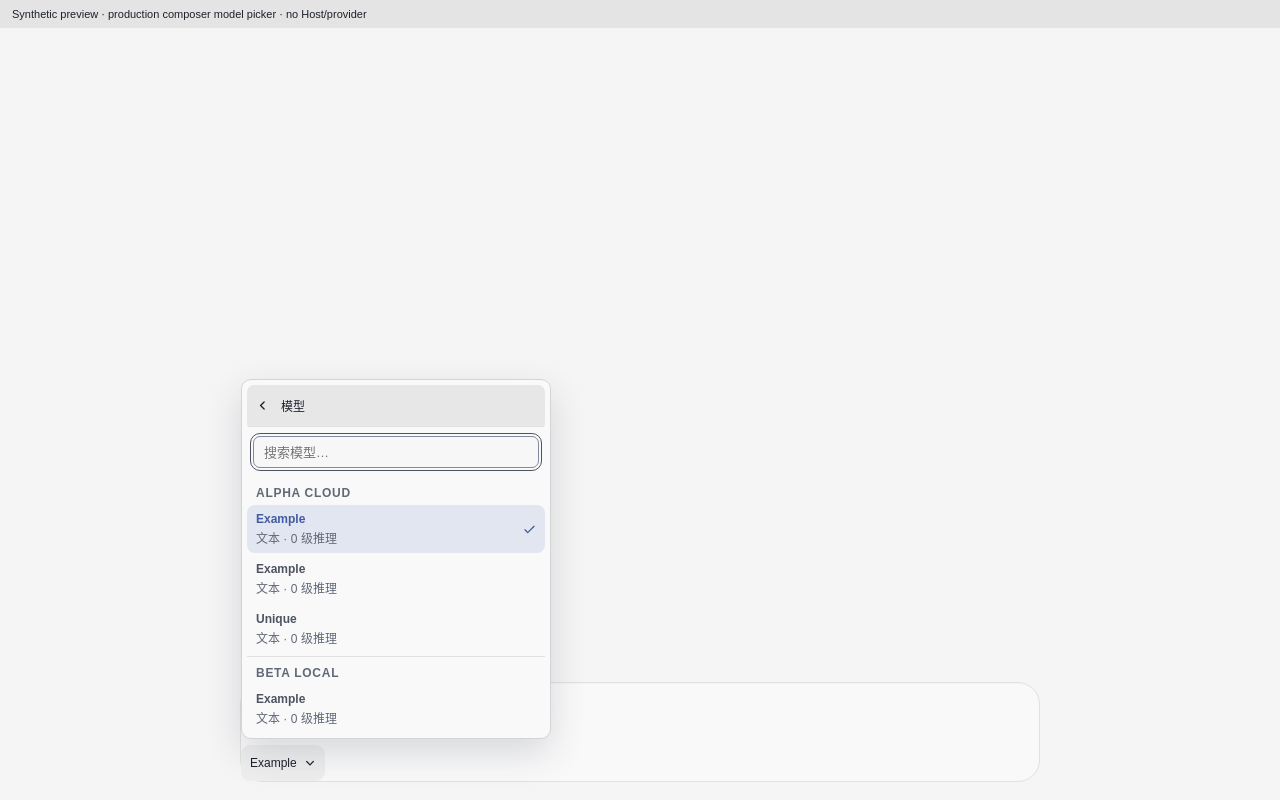 Synthetic preview · production composer model picker · no Host/provider
模型
搜索模型…
ALPHA CLOUD
Example
文本 · 0 级推理
Example
文本 · 0 级推理
Unique
文本 · 0 级推理
BETA LOCAL
Example
文本 · 0 级推理
Example